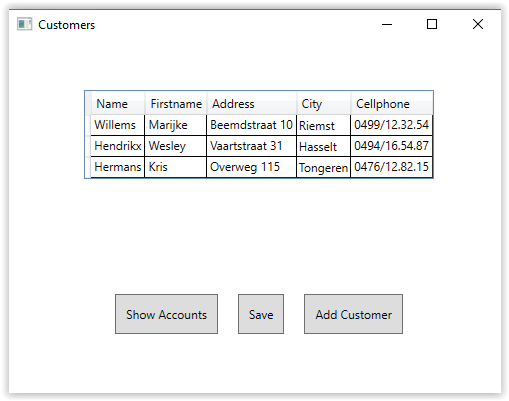 Customers
Name Firstname Address City Cellphone
Willems Marijke Beemdstraat 10 Riemst 0499/12.32.54
Hendrikx Wesley Vaartstraat 31 Hasselt 0494/16.54.87
Hermans Kris Overweg 115 Tongeren 0476/12.82.15
Show Accounts Save Add Customer